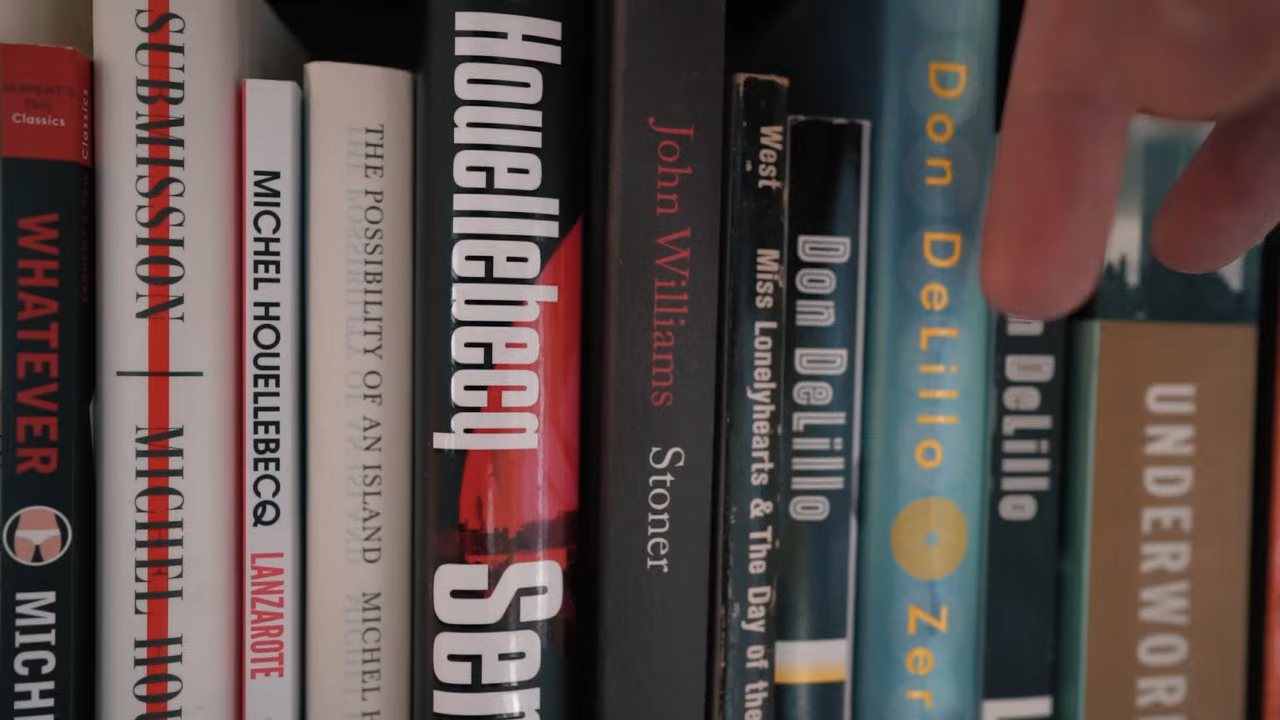 SERPENT'S
TAIL
Classics
Classics
WHATEVER MICH
SUBMISSION MICHEL HOU
MICHEL HOUELLEBECQ LANZAROTE
THE POSSIBILITY OF AN ISLAND MICHEL H
Houellebecq Ser
John Williams Stoner
West Miss Lonelyhearts & The Day of the
Don DeLillo
Don DeLillo Zer
n DeLillo
UNDERWOR